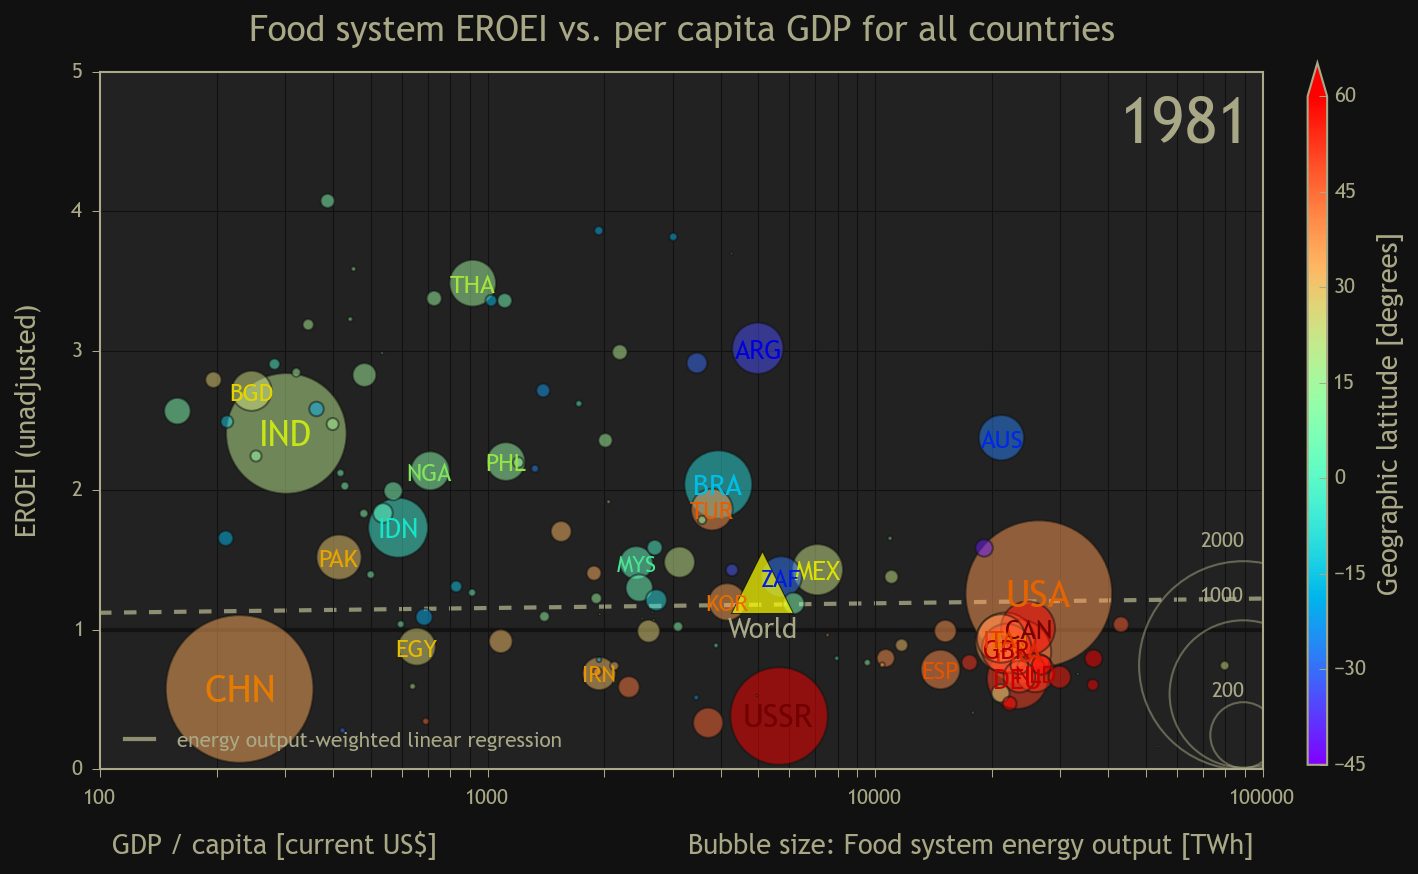 Food system EROEI vs. per capita GDP for all countries
1981
EROEI (unadjusted)
5
4
3
2
1
0
THA
ARG
BGD
IND
AUS
NGA
PHL
BRA
TUR
IDN
PAK
MYS
ZAF
MEX
USA
KOR
World
CAN
EGY
GBR
IRN
ESP
DEU
CHN
USSR
2000
1000
200
energy output-weighted linear regression
100
1000
10000
100000
GDP / capita [current US$]
Bubble size: Food system energy output [TWh]
60
45
30
15
0
−15
−30
−45
Geographic latitude [degrees]